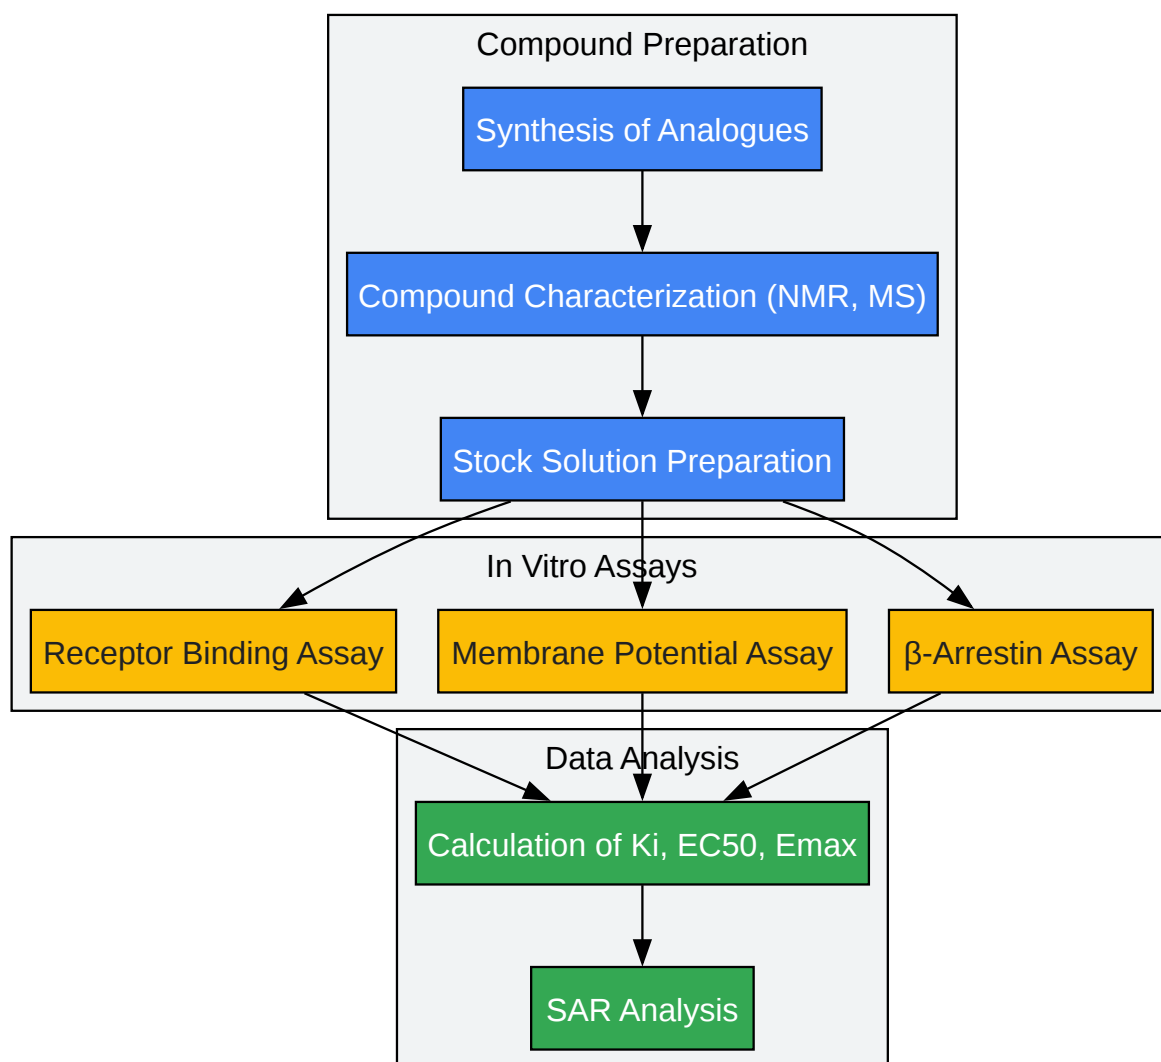 Compound Preparation
Synthesis of Analogues
Compound Characterization (NMR, MS)
Stock Solution Preparation
In Vitro Assays
Receptor Binding Assay
Membrane Potential Assay
β-Arrestin Assay
Data Analysis
Calculation of Ki, EC50, Emax
SAR Analysis